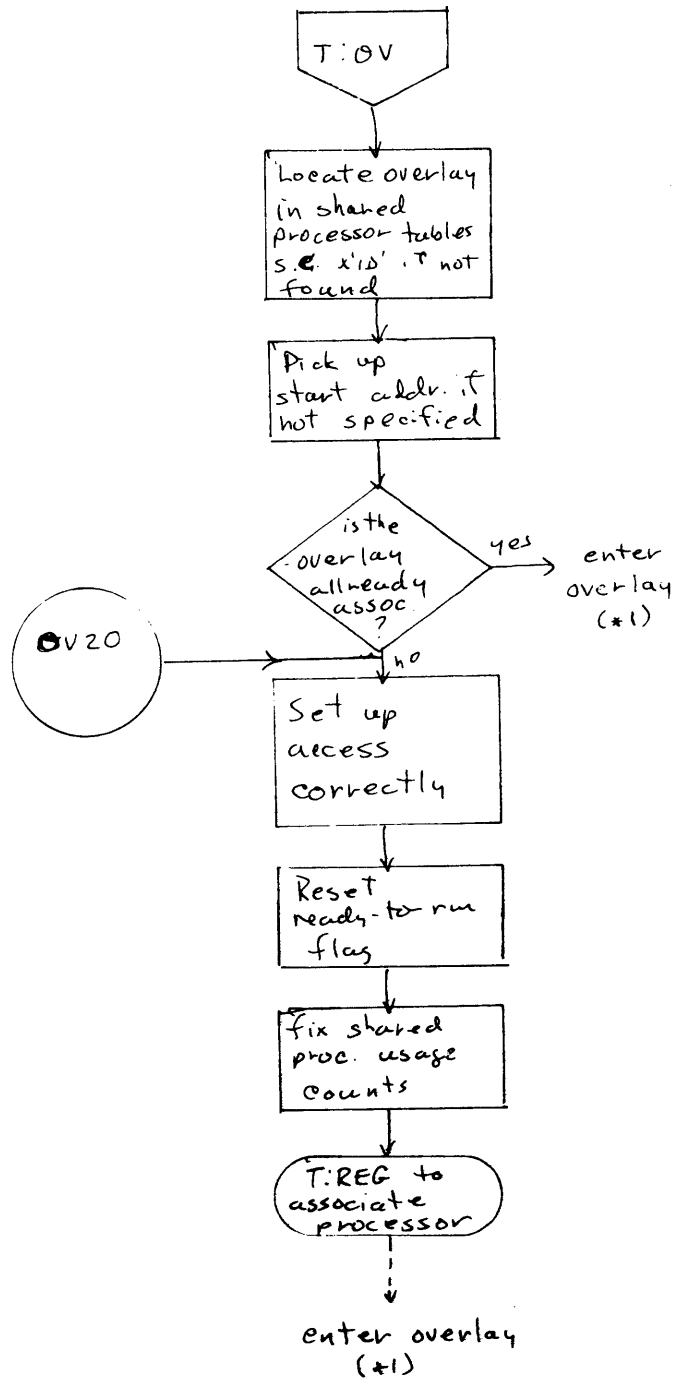 T:OV
Locate overlay
in shared
processor tables
s.c. x'1D' if not
found
Pick up
start addr. if
not specified
is the
overlay
allready
assoc.
?
yes
enter
overlay
(*1)
OV20
no
Set up
access
correctly
Reset
ready-to-run
flag
fix shared
proc. usage
counts
T:REG to
associate
processor
enter overlay
(*1)